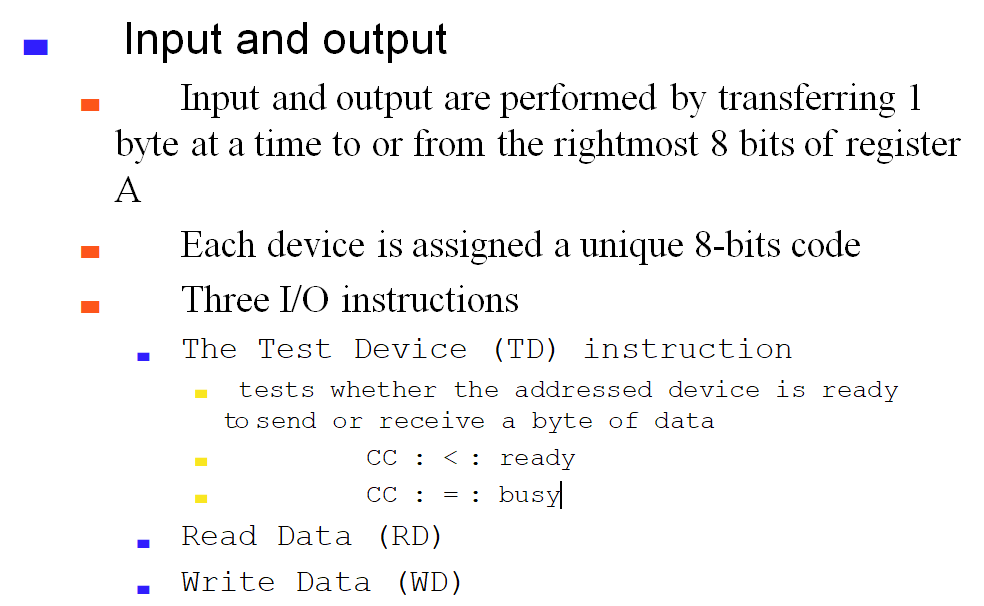 Input and output
Input and output are performed by transferring 1
byte at a time to or from the rightmost 8 bits of register
A
Each device is assigned a unique 8-bits code
Three I/O instructions
The Test Device (TD) instruction
tests whether the addressed device is ready
to send or receive a byte of data
CC : < : ready
CC : = : busy
Read Data (RD)
Write Data (WD)